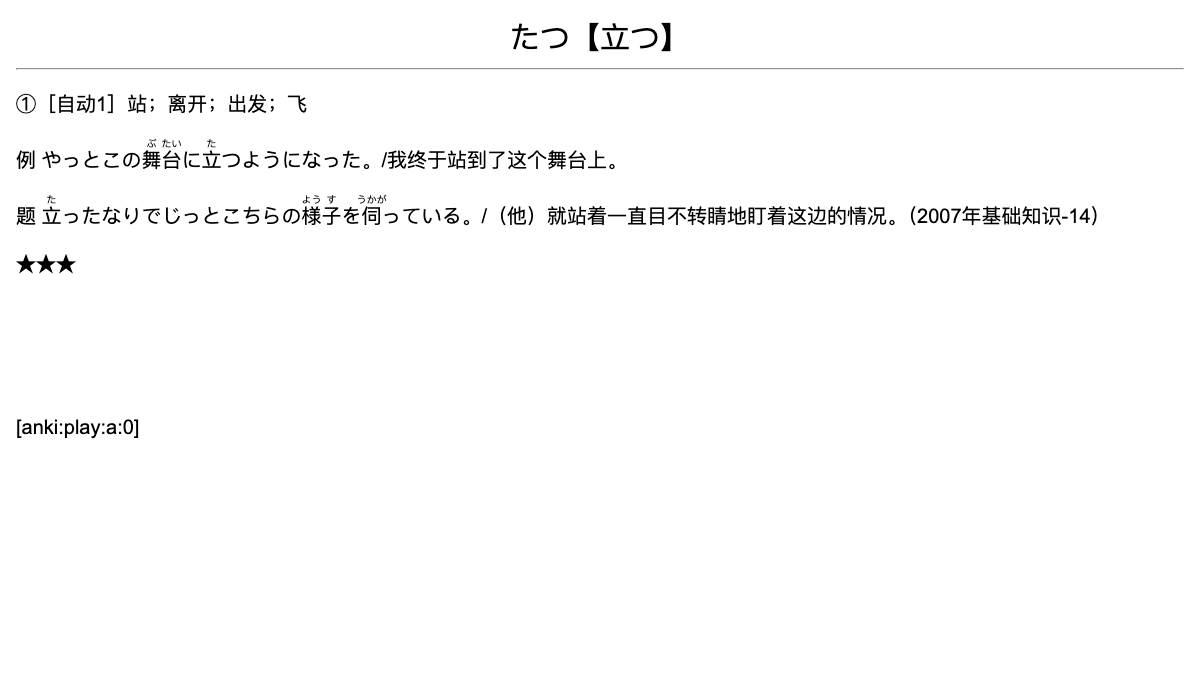 たつ【立つ】
①［自动1］站；离开；出发；飞
ぶ たい た
例 やっとこの舞台に立つようになった。/我终于站到了这个舞台上。
た よう す うかが
题 立ったなりでじっとこちらの様子を伺っている。/（他）就站着一直目不转睛地盯着这边的情况。（2007年基础知识-14）
★★★
[anki:play:a:0]